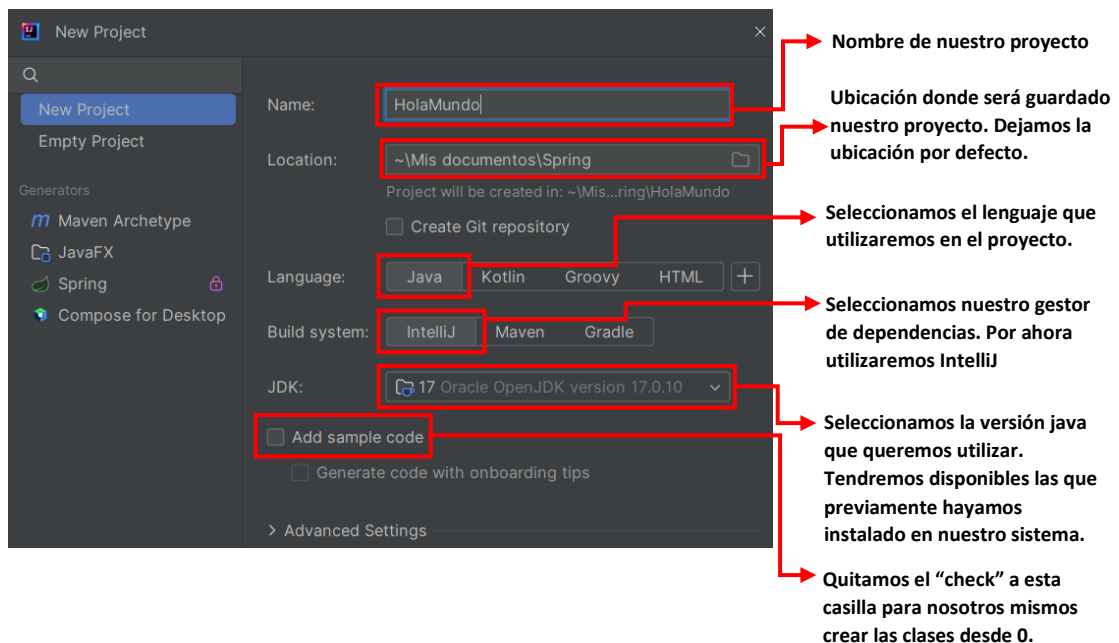 New Project
New Project
Empty Project
Generators
Maven Archetype
JavaFX
Spring
Compose for Desktop
Name:
HolaMundo
Location:
~\Mis documentos\Spring
Project will be created in: ~\Mis...ring\HolaMundo
Create Git repository
Language:
Java
Kotlin
Groovy
HTML
Build system:
IntelliJ
Maven
Gradle
JDK:
17 Oracle OpenJDK version 17.0.10
Add sample code
Generate code with onboarding tips
Advanced Settings
Nombre de nuestro proyecto
Ubicación donde será guardado
nuestro proyecto. Dejamos la
ubicación por defecto.
Seleccionamos el lenguaje que
utilizaremos en el proyecto.
Seleccionamos nuestro gestor
de dependencias. Por ahora
utilizaremos IntelliJ
Seleccionamos la versión java
que queremos utilizar.
Tendremos disponibles las que
previamente hayamos
instalado en nuestro sistema.
Quitamos el “check” a esta
casilla para nosotros mismos
crear las clases desde 0.